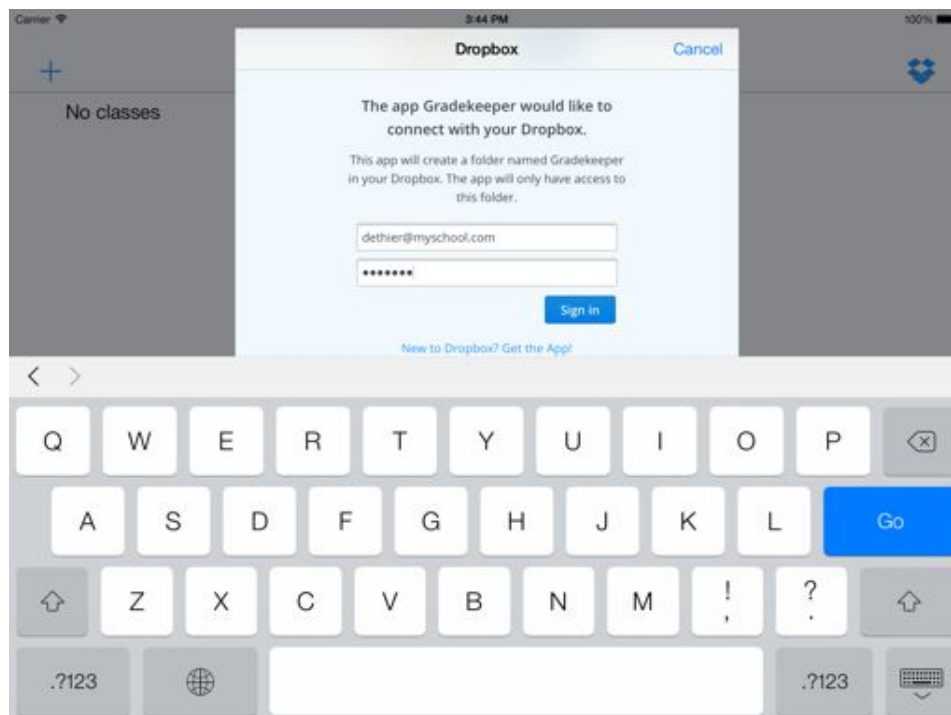 Carrier 3:44 PM 100%
Dropbox Cancel
+
No classes
The app Gradekeeper would like to
connect with your Dropbox.
This app will create a folder named Gradekeeper
in your Dropbox. The app will only have access to
this folder.
dethier@myschool.com
•••••••
Sign in
New to Dropbox? Get the App!
Q W E R T Y U I O P
A S D F G H J K L Go
Z X C V B N M ! , ? .
.?123 .?123